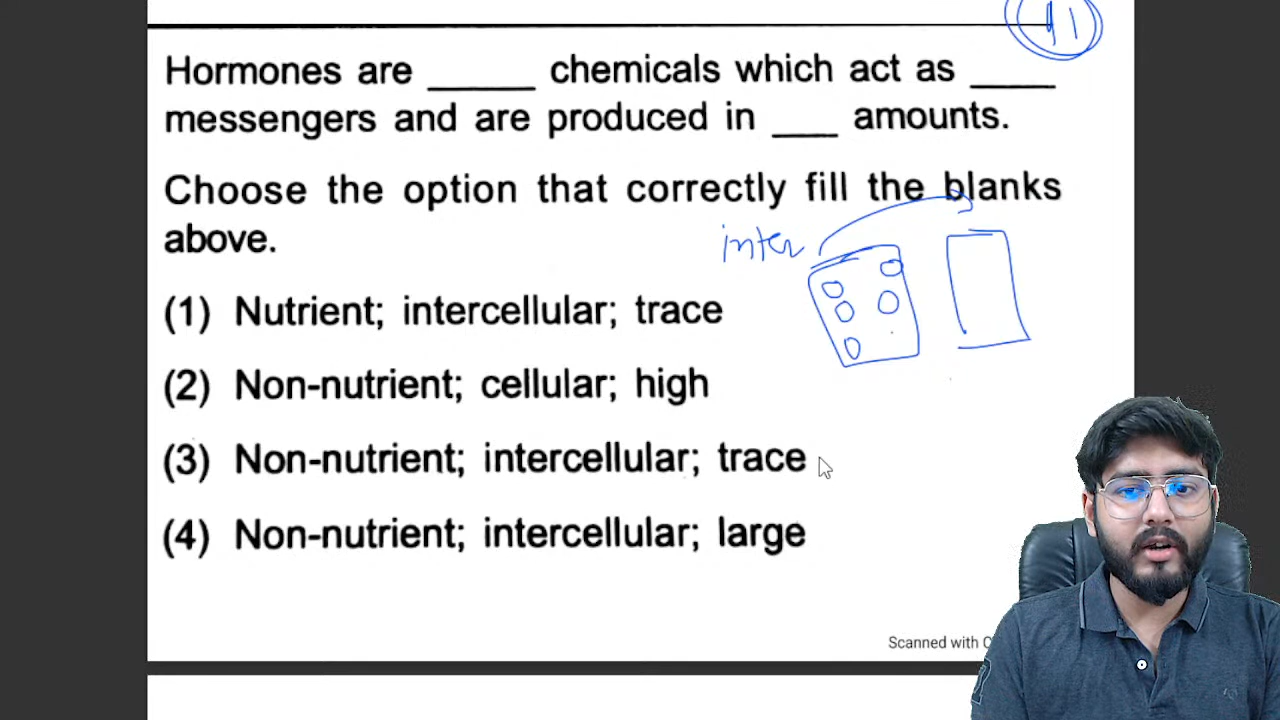 41
Hormones are ______ chemicals which act as ____
messengers and are produced in ___ amounts.
Choose the option that correctly fill the blanks
above.
inter
(1) Nutrient; intercellular; trace
(2) Non-nutrient; cellular; high
(3) Non-nutrient; intercellular; trace
(4) Non-nutrient; intercellular; large
Scanned with